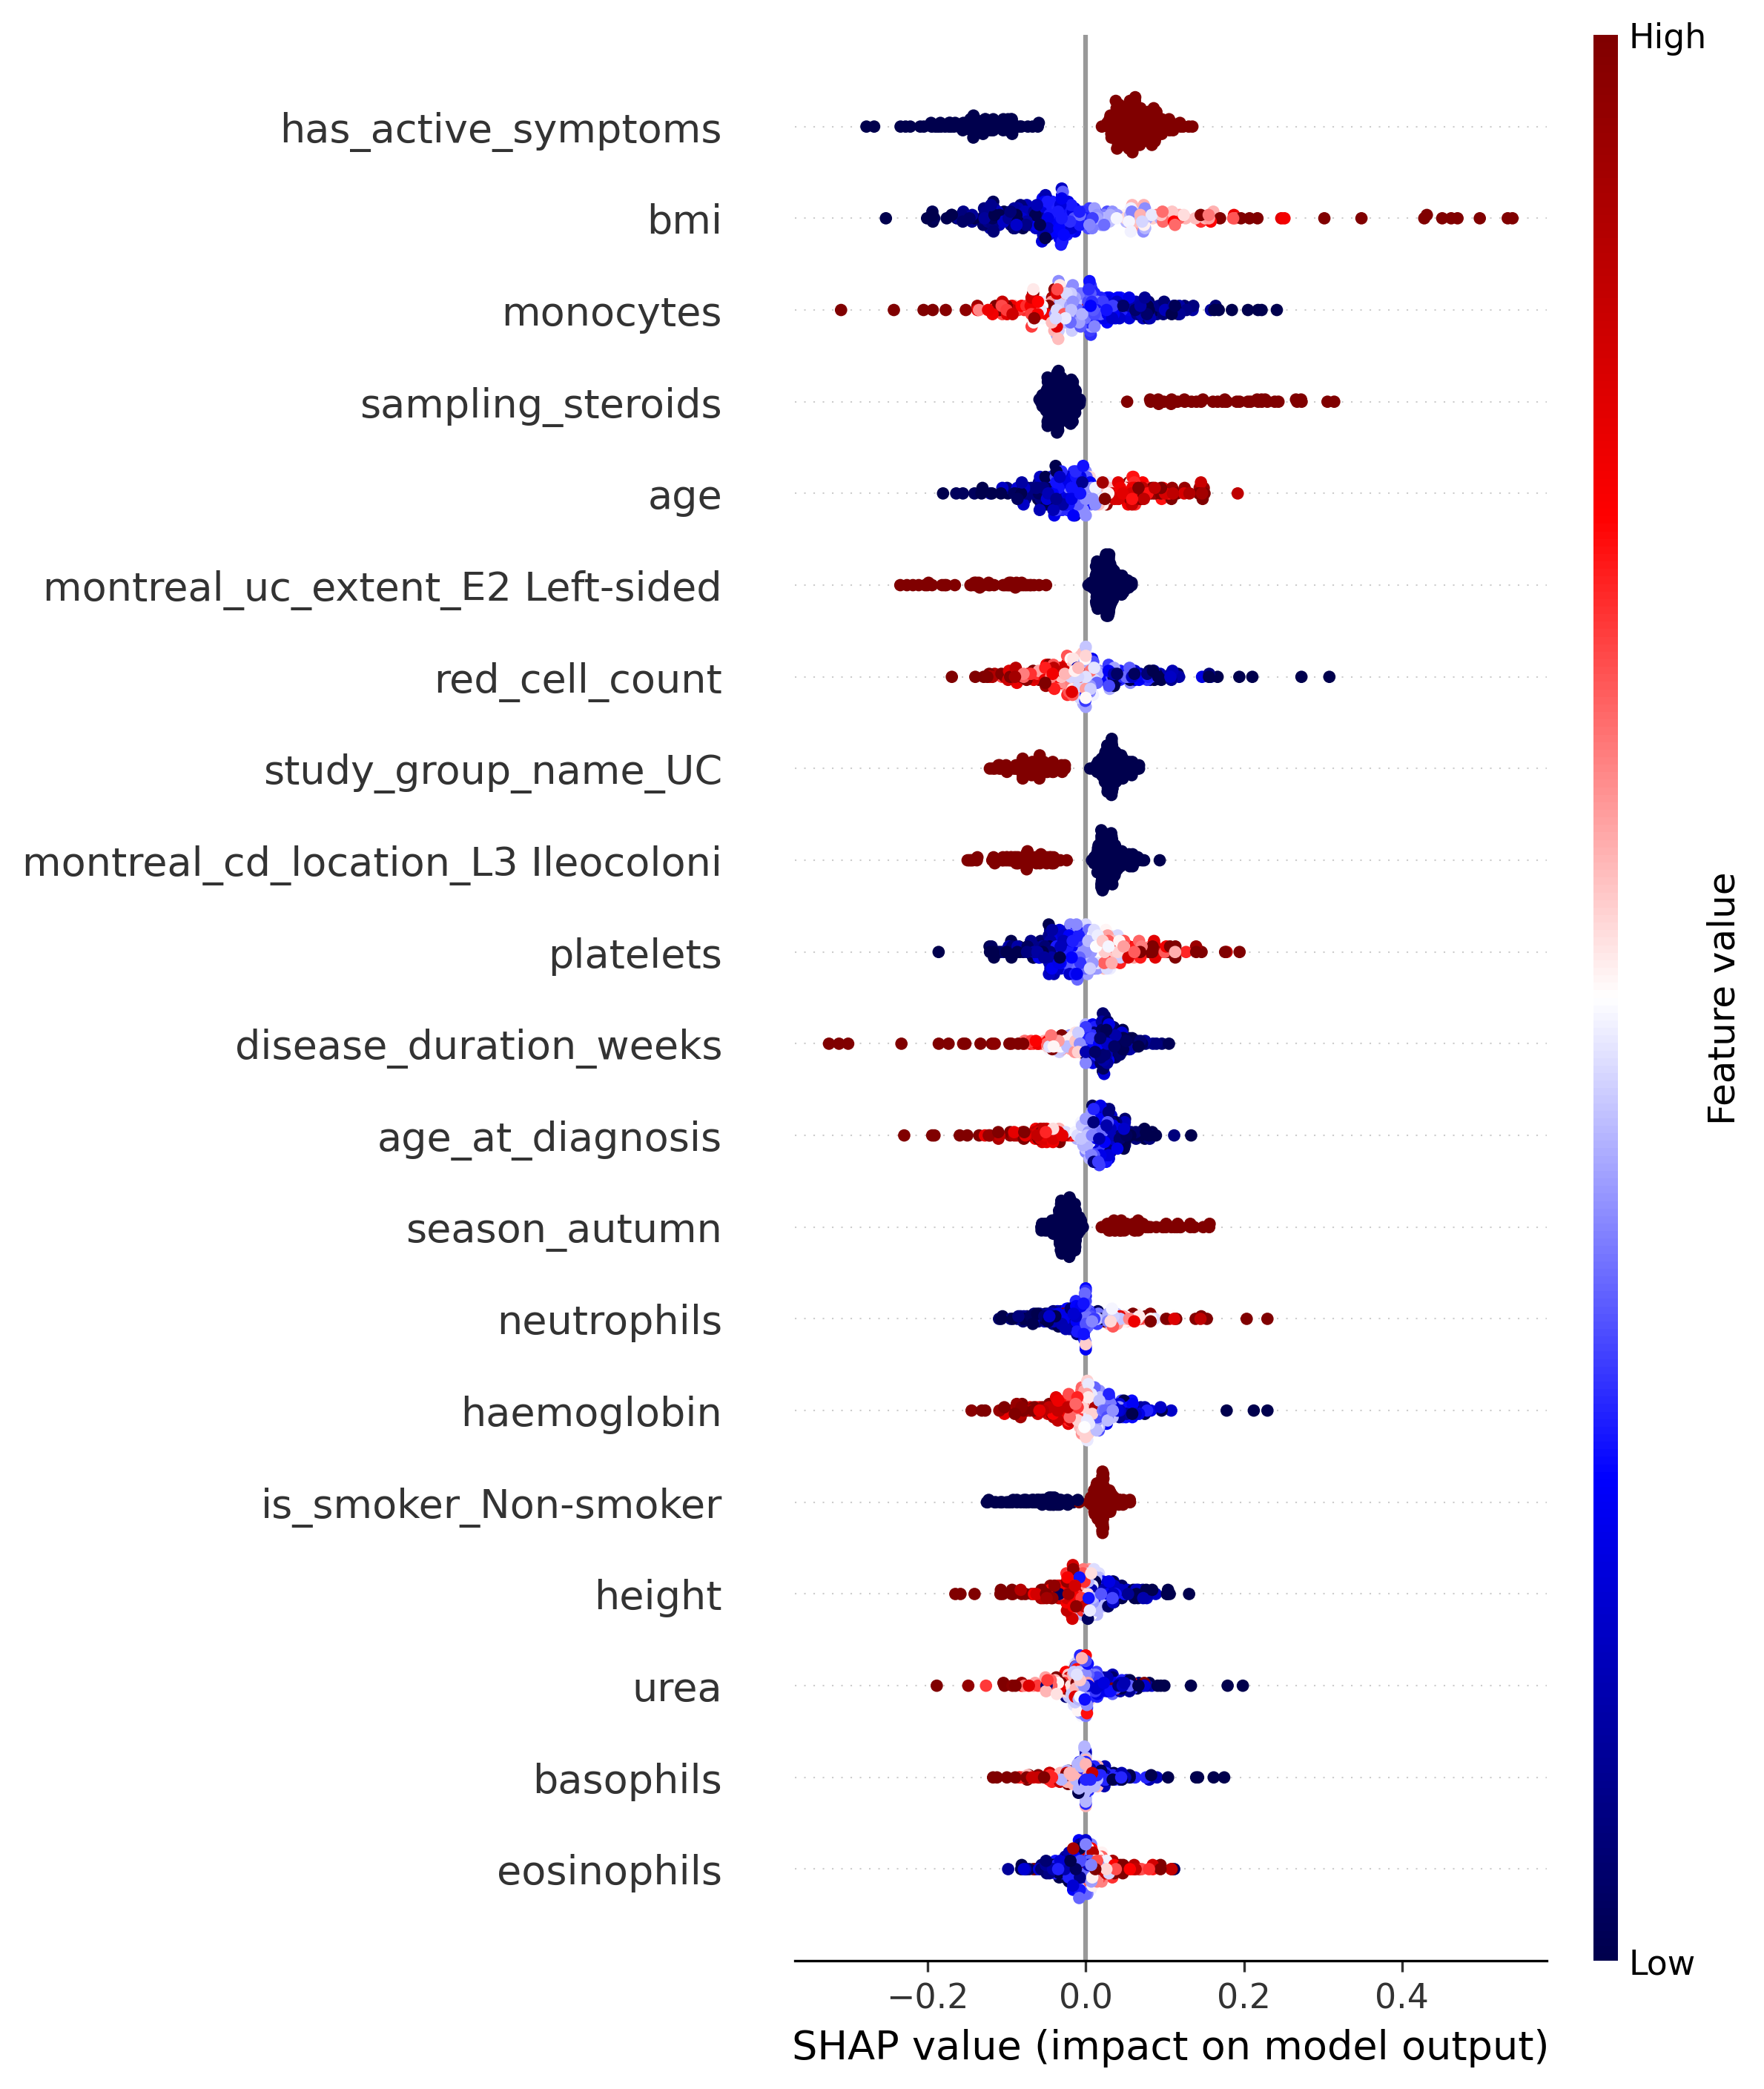 High
has_active_symptoms
bmi
monocytes
sampling_steroids
age
montreal_uc_extent_E2 Left-sided
red_cell_count
study_group_name_UC
montreal_cd_location_L3 Ileocoloni
platelets
disease_duration_weeks
age_at_diagnosis
season_autumn
neutrophils
haemoglobin
is_smoker_Non-smoker
height
urea
basophils
eosinophils
Feature value
Low
−0.2 0.0 0.2 0.4
SHAP value (impact on model output)